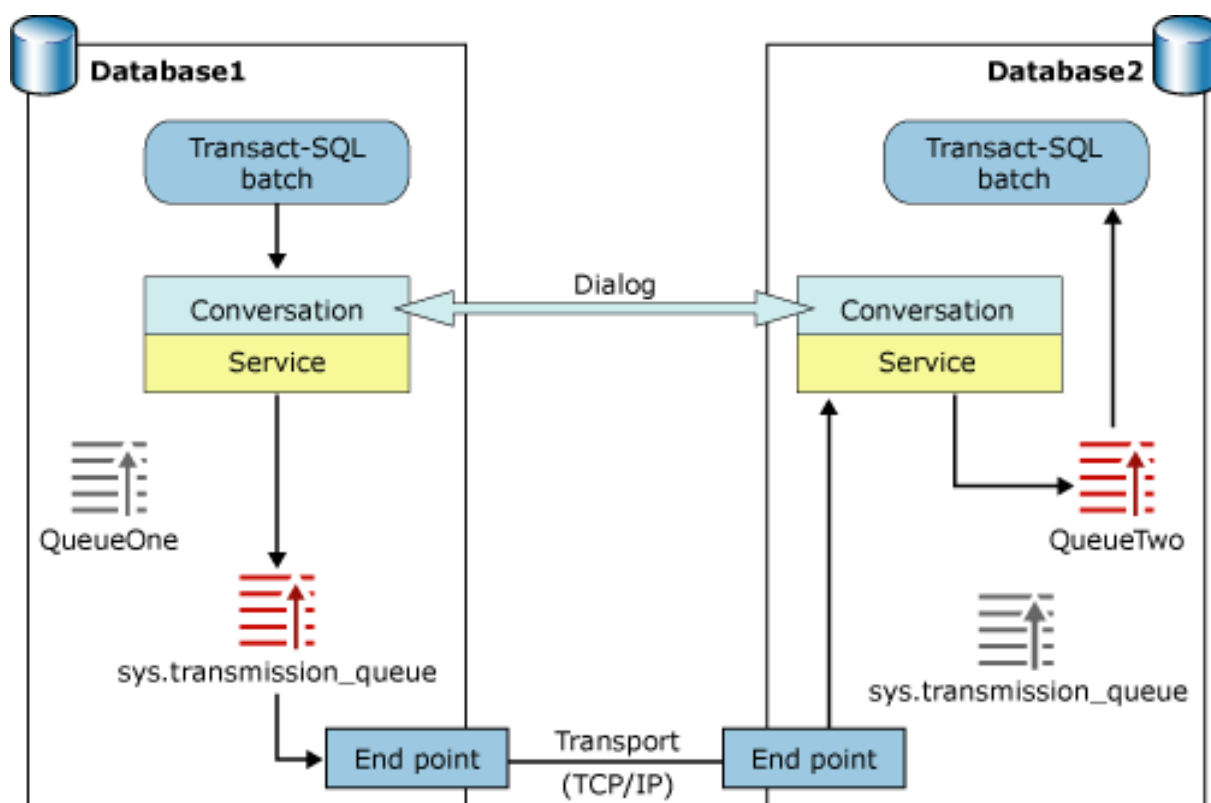 Database1
Database2
Transact-SQL
batch
Transact-SQL
batch
Dialog
Conversation
Service
Conversation
Service
QueueOne
QueueTwo
sys.transmission_queue
sys.transmission_queue
End point
Transport
(TCP/IP)
End point